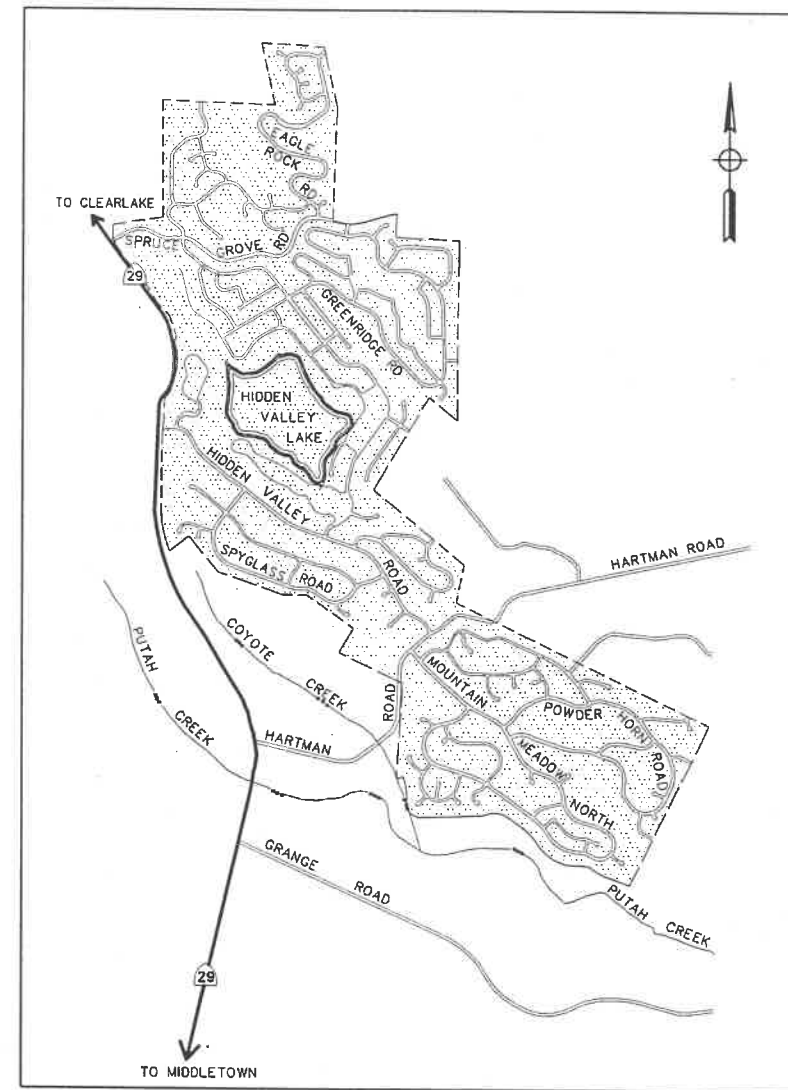 EAGLE
ROCK
RD
TO CLEARLAKE
SPRUCE GROVE RD
29
GREENRIDGE RD
HIDDEN
VALLEY
LAKE
HIDDEN VALLEY ROAD
SPYGLASS ROAD
HARTMAN ROAD
PUTAH CREEK
COYOTE CREEK
HARTMAN ROAD
MOUNTAIN MEADOW NORTH
POWDER HORN ROAD
GRANGE ROAD
PUTAH CREEK
29
TO MIDDLETOWN